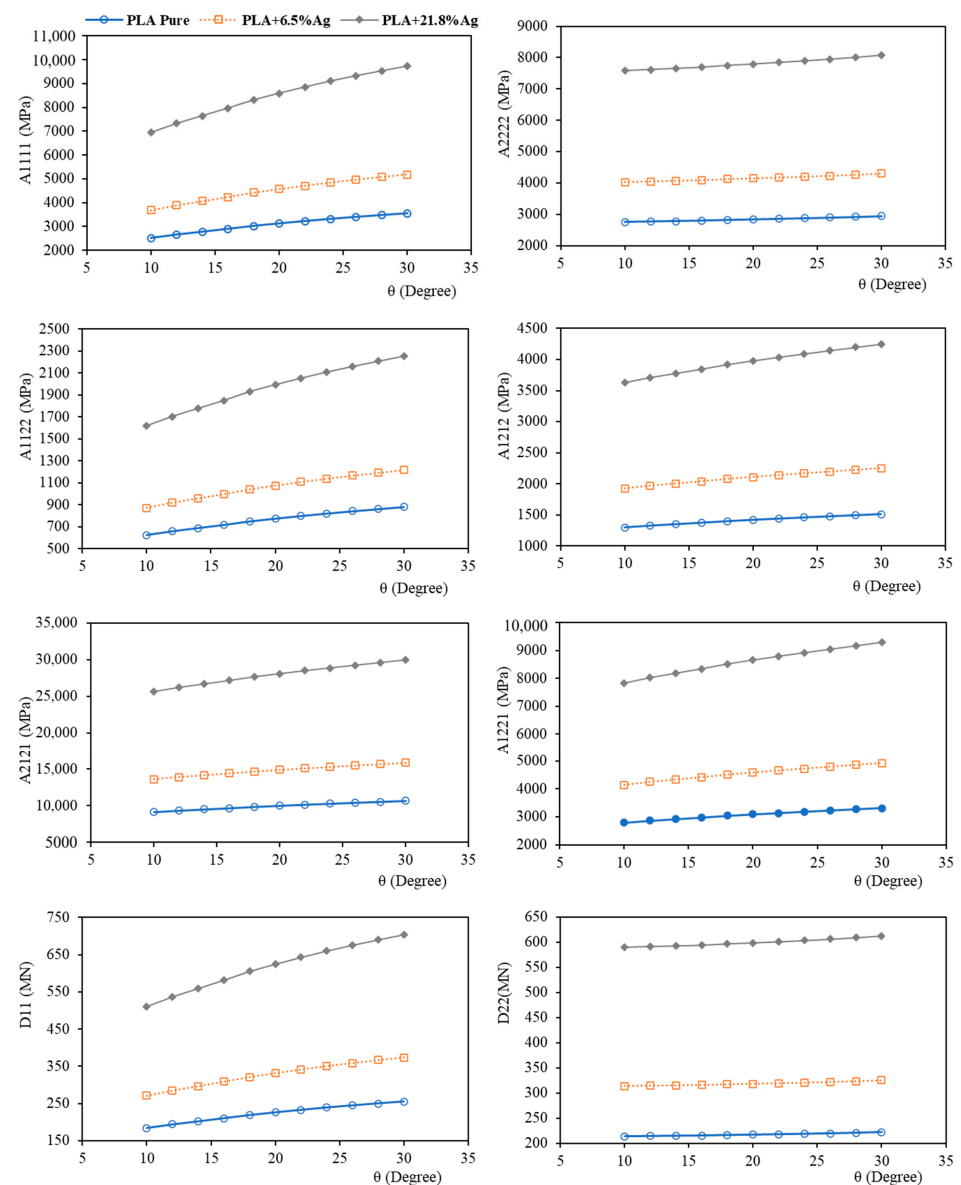 PLA Pure PLA+6.5%Ag PLA+21.8%Ag
11,000
10,000
9000
8000
7000
6000
5000
4000
3000
2000
A1111 (MPa)
5 10 15 20 25 30 35
θ (Degree)
9000
8000
7000
6000
5000
4000
3000
2000
A2222 (MPa)
5 10 15 20 25 30 35
θ (Degree)
2500
2300
2100
1900
1700
1500
1300
1100
900
700
500
A1122 (MPa)
5 10 15 20 25 30 35
θ (Degree)
4500
4000
3500
3000
2500
2000
1500
1000
A1212 (MPa)
5 10 15 20 25 30 35
θ (Degree)
35,000
30,000
25,000
20,000
15,000
10,000
5000
A2121 (MPa)
5 10 15 20 25 30 35
θ (Degree)
10,000
9000
8000
7000
6000
5000
4000
3000
2000
A1221 (MPa)
5 10 15 20 25 30 35
θ (Degree)
750
650
550
450
350
250
150
D11 (MN)
5 10 15 20 25 30 35
θ (Degree)
650
600
550
500
450
400
350
300
250
200
D22(MN)
5 10 15 20 25 30 35
θ (Degree)